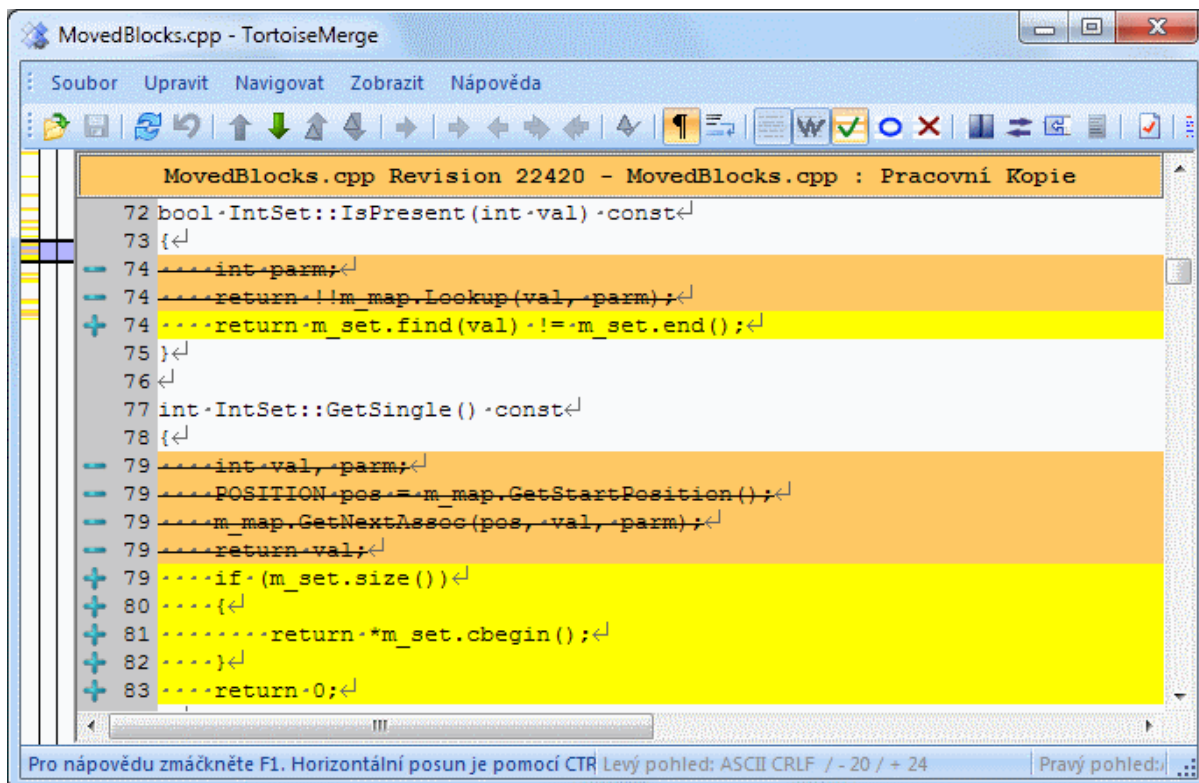 MovedBlocks.cpp - TortoiseMerge
Soubor Upravit Navigovat Zobrazit Nápověda
MovedBlocks.cpp Revision 22420 - MovedBlocks.cpp : Pracovní Kopie
72 bool·IntSet::IsPresent(int·val)·const↵
73 {↵
74 ····int·parm;↵
74 ····return·!!m_map.Lookup(val,·parm);↵
74 ····return·m_set.find(val)·!=·m_set.end();↵
75 }↵
76 ↵
77 int·IntSet::GetSingle()·const↵
78 {↵
79 ····int·val,·parm;↵
79 ····POSITION·pos·=·m_map.GetStartPosition();↵
79 ····m_map.GetNextAssoc(pos,·val,·parm);↵
79 ····return·val;↵
79 ····if·(m_set.size())↵
80 ····{↵
81 ········return·*m_set.cbegin();↵
82 ····}↵
83 ····return·0;↵
Pro nápovědu zmáčkněte F1. Horizontální posun je pomocí CTR Levý pohled: ASCII CRLF / - 20 / + 24 Pravý pohled: